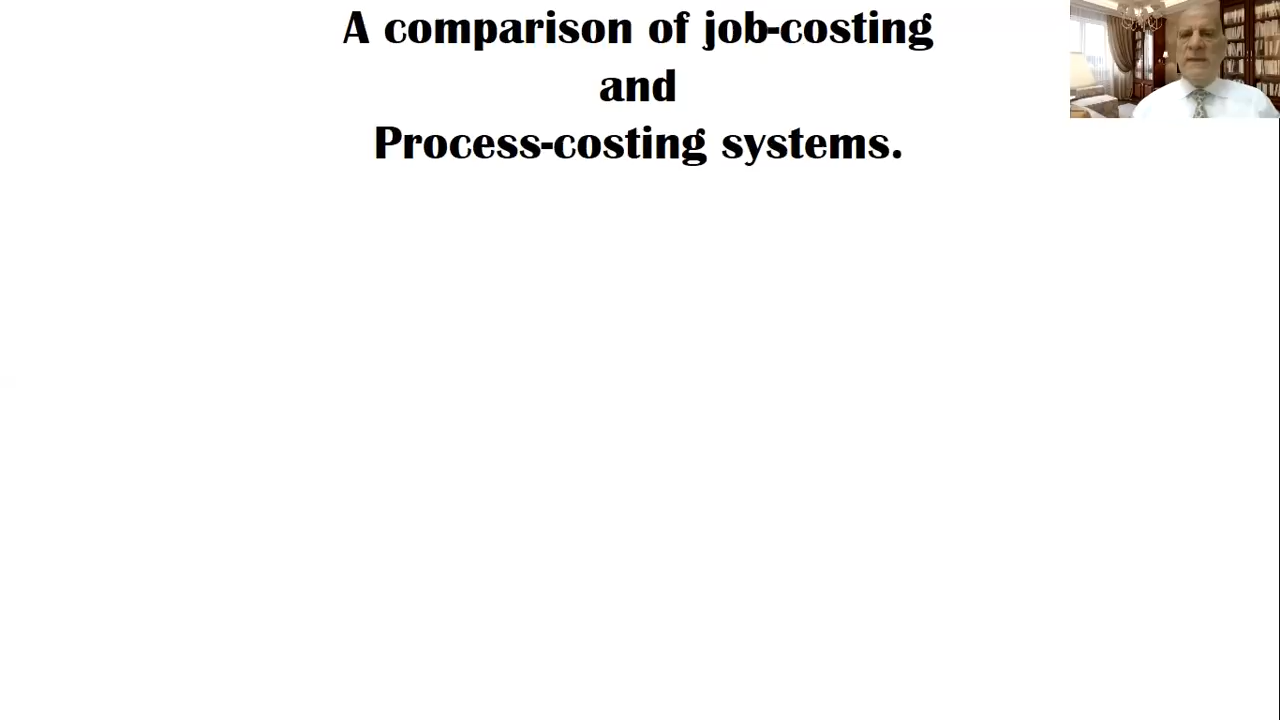 A comparison of job-costing
and
Process-costing systems.